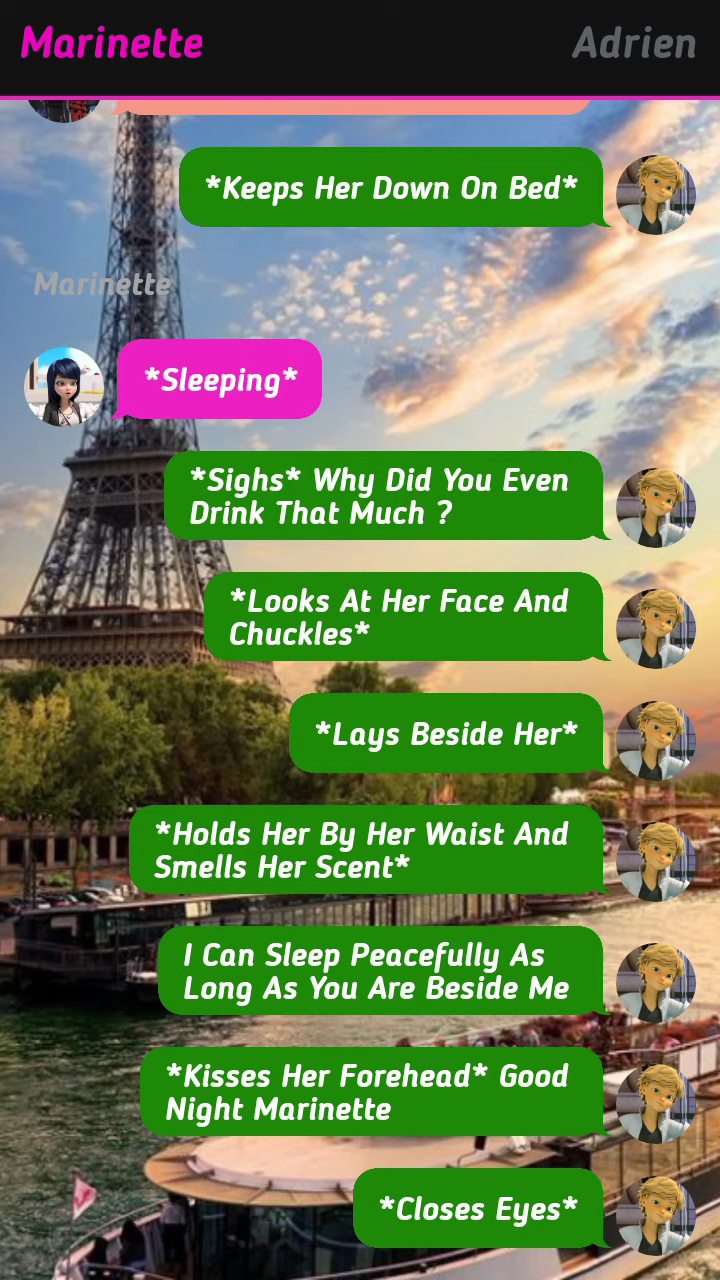 Marinette
Adrien
*Keeps Her Down On Bed*
Marinette
*Sleeping*
*Sighs* Why Did You Even
Drink That Much ?
*Looks At Her Face And
Chuckles*
*Lays Beside Her*
*Holds Her By Her Waist And
Smells Her Scent*
I Can Sleep Peacefully As
Long As You Are Beside Me
*Kisses Her Forehead* Good
Night Marinette
*Closes Eyes*